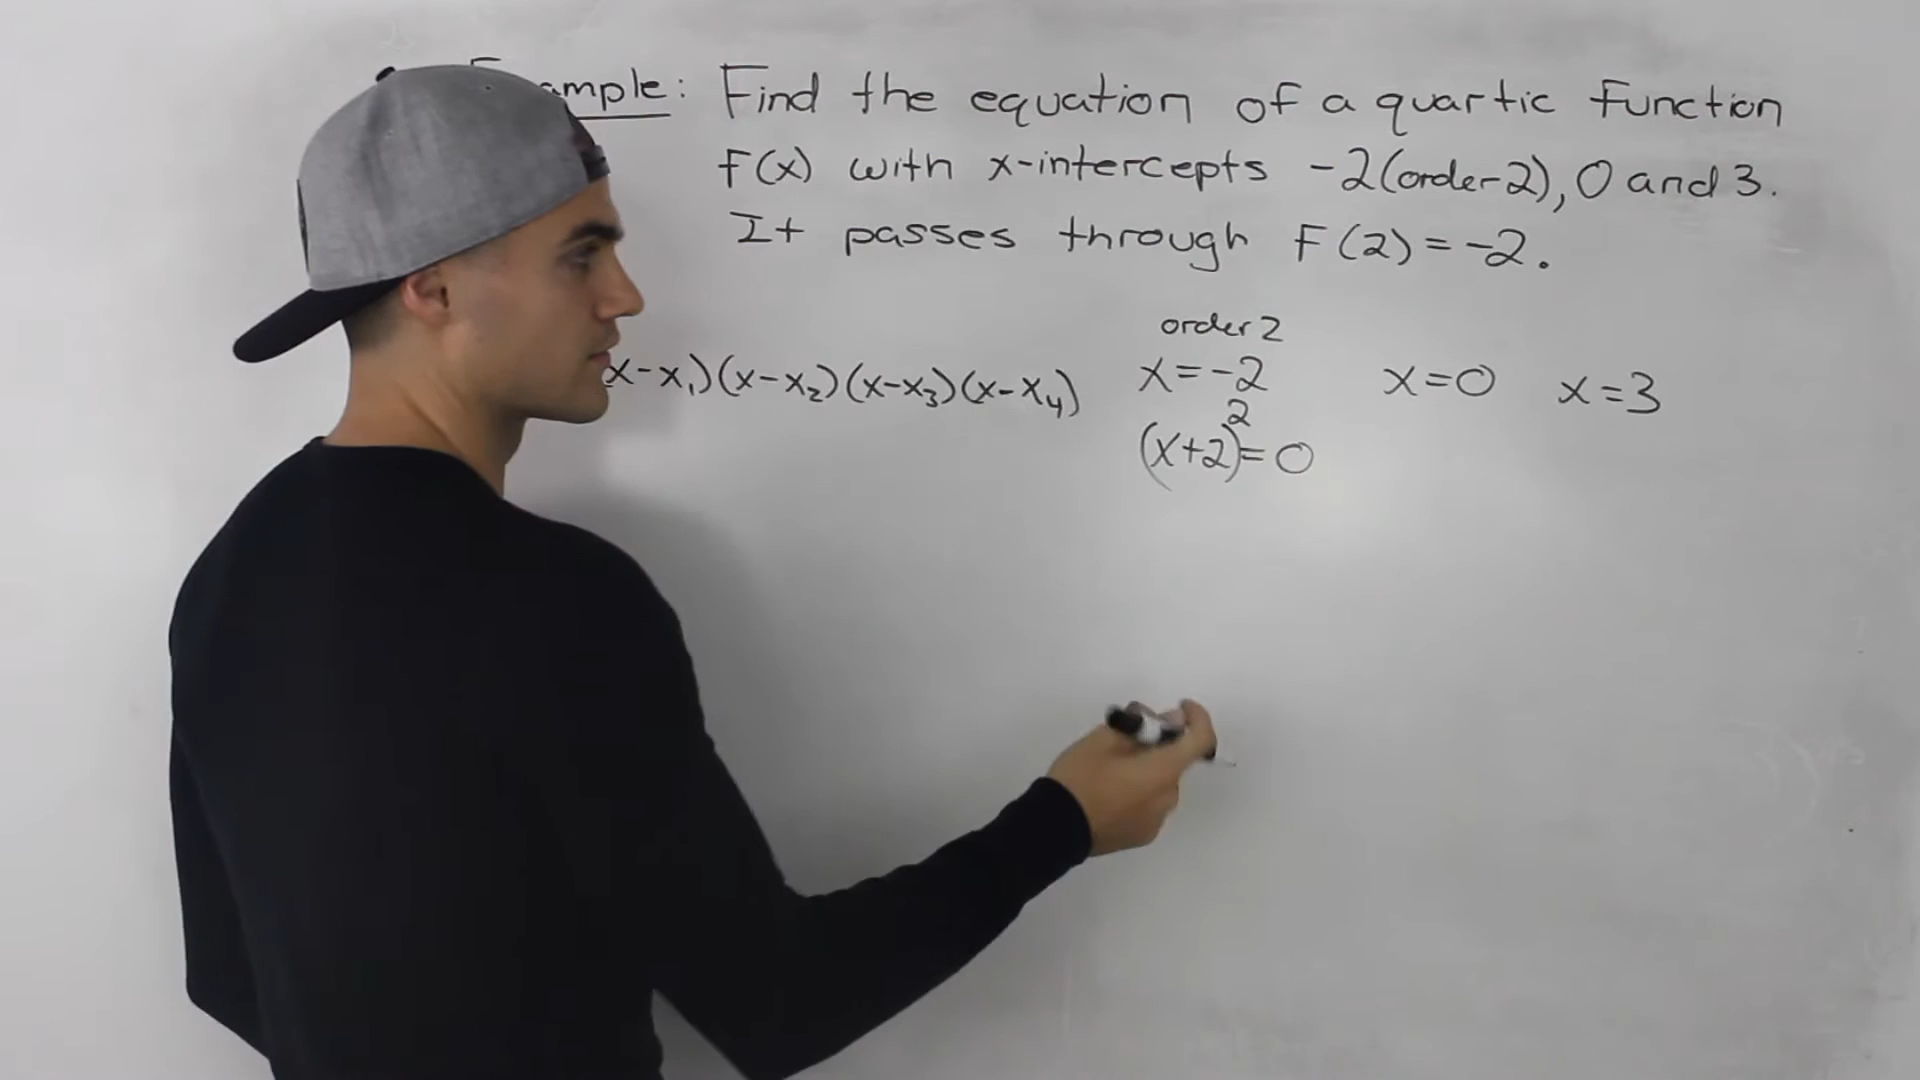 Example: Find the equation of a quartic function
f(x) with x-intercepts -2(order-2), 0 and 3.
It passes through f(2) = -2.
order 2
x-x₁)(x-x₂)(x-x₃)(x-x₄) x=-2 x=0 x=3
(x+2)²=0